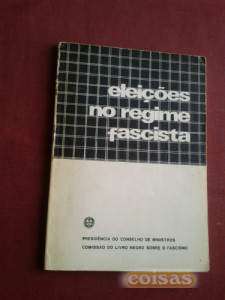 eleições
no regime
fascista
PRESIDÊNCIA DO CONSELHO DE MINISTROS
COMISSÃO DO LIVRO NEGRO SOBRE O FASCISMO
coisas